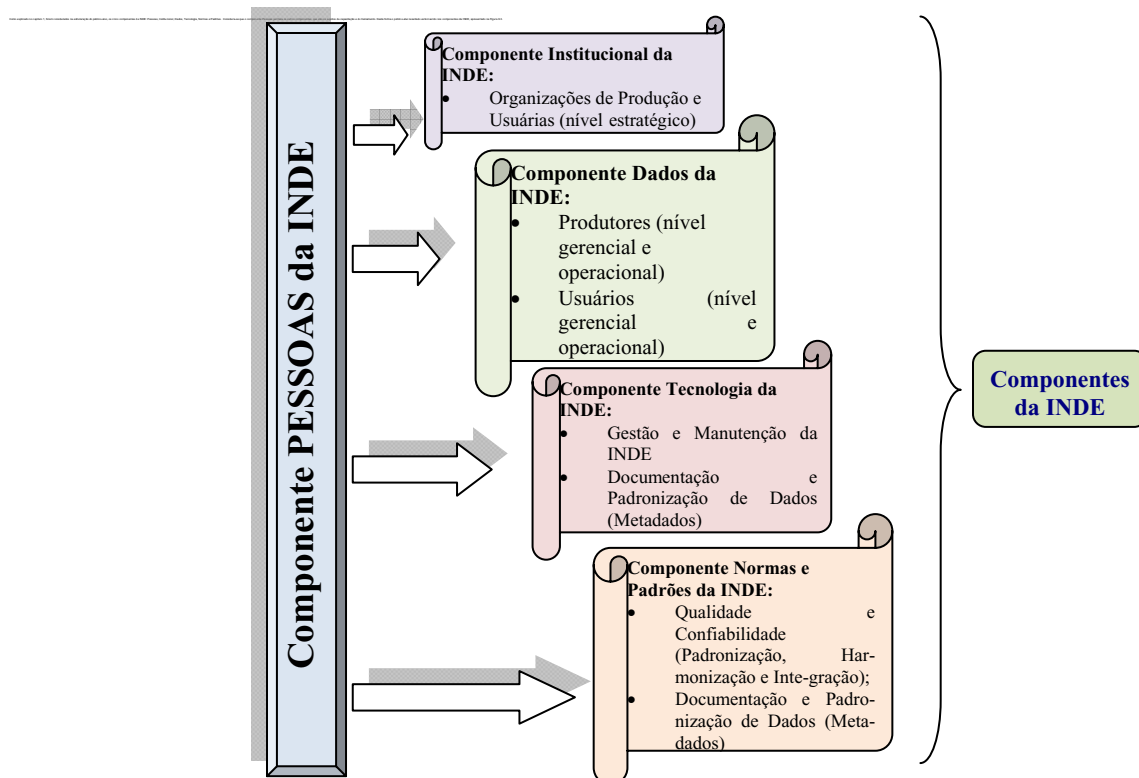 Componente PESSOAS da INDE
Componente Institucional da
INDE:
• Organizações de Produção e
Usuárias (nível estratégico)
Componente Dados da
INDE:
• Produtores (nível
gerencial e
operacional)
• Usuários (nível
gerencial e
operacional)
Componente Tecnologia da
INDE:
• Gestão e Manutenção da
INDE
• Documentação e
Padronização de Dados
(Metadados)
Componente Normas e
Padrões da INDE:
• Qualidade e
Confiabilidade
(Padronização, Har-
monização e Inte-gração);
• Documentação e Padro-
nização de Dados (Meta-
dados)
Componentes
da INDE